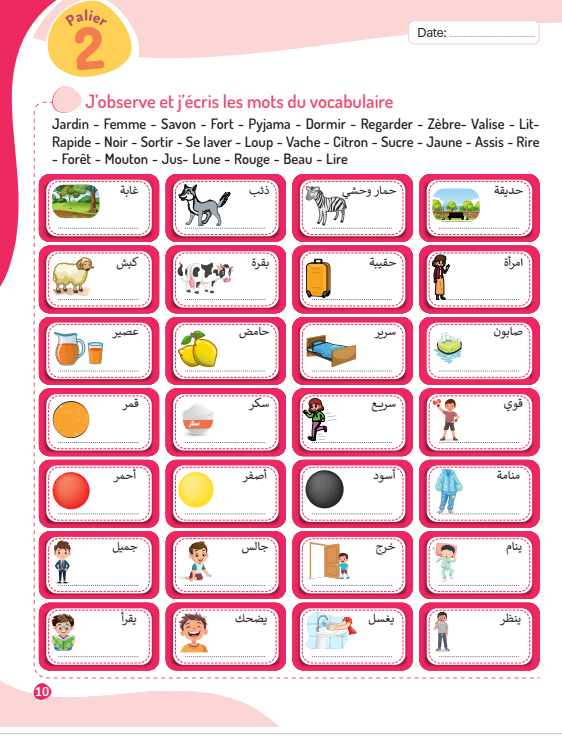 Palier
2
Date:
J'observe et j'écris les mots du vocabulaire
Jardin - Femme - Savon - Fort - Pyjama - Dormir - Regarder - Zèbre- Valise - Lit-
Rapide - Noir - Sortir - Se laver - Loup - Vache - Citron - Sucre - Jaune - Assis - Rire
- Forêt - Mouton - Jus- Lune - Rouge - Beau - Lire
غابة ذئب حمار وحشي حديقة
كبش بقرة حقيبة امرأة
عصير حامض سرير صابون
قمر سكر سريع قوي
سكر
أحمر أصفر أسود منامة
جميل جالس خرج ينام
يقرأ يضحك يغسل ينظر
10